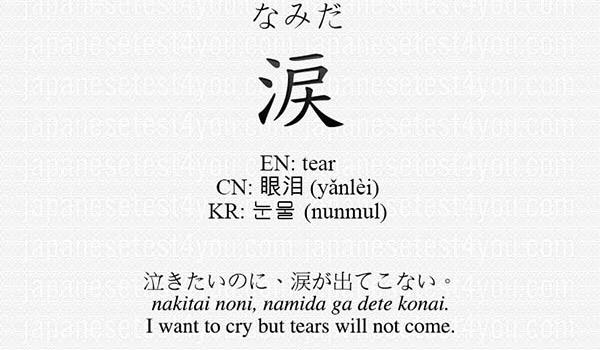 なみだ
涙
EN: tear
CN: 眼泪 (yǎnlèi)
KR: 눈물 (nunmul)
泣きたいのに、涙が出てこない。
nakitai noni, namida ga dete konai.
I want to cry but tears will not come.
japanesetest4you.com